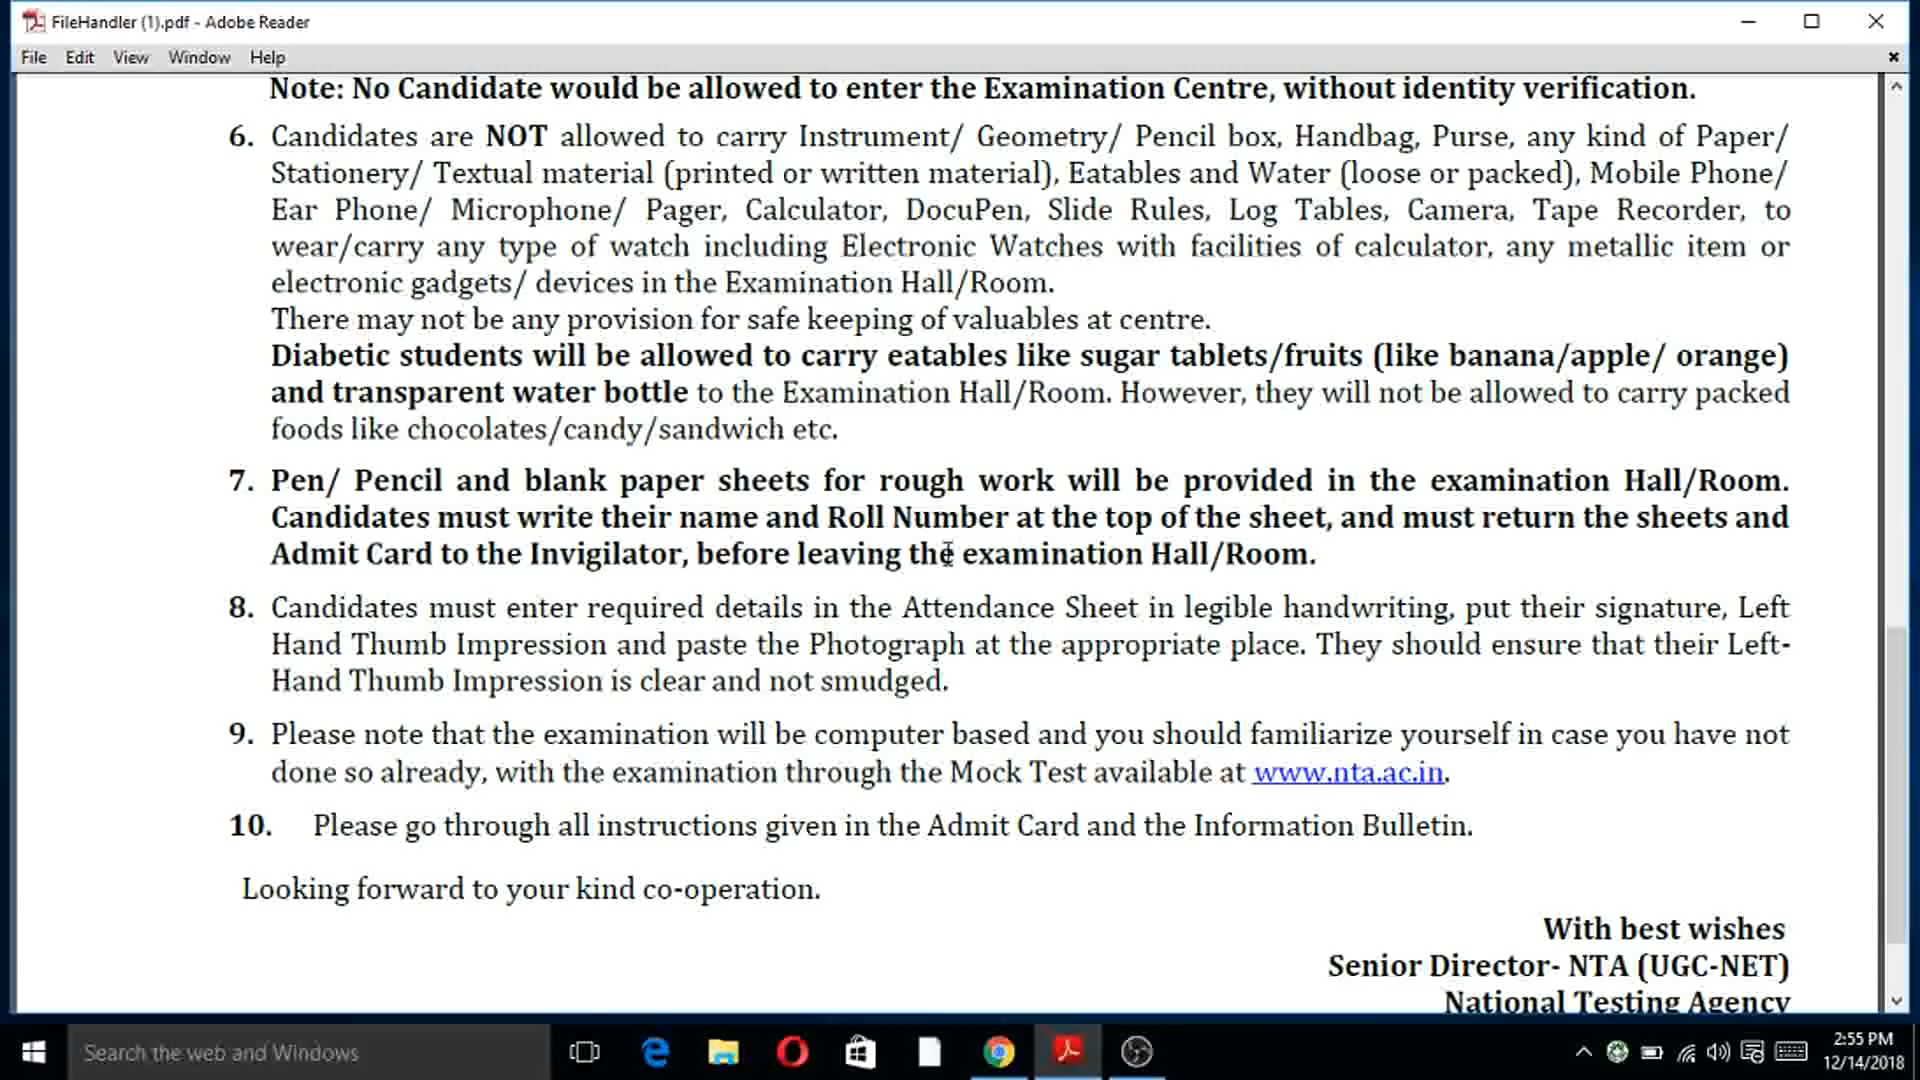 FileHandler (1).pdf - Adobe Reader
File Edit View Window Help
Note: No Candidate would be allowed to enter the Examination Centre, without identity verification.
6. Candidates are NOT allowed to carry Instrument/ Geometry/ Pencil box, Handbag, Purse, any kind of Paper/
Stationery/ Textual material (printed or written material), Eatables and Water (loose or packed), Mobile Phone/
Ear Phone/ Microphone/ Pager, Calculator, DocuPen, Slide Rules, Log Tables, Camera, Tape Recorder, to
wear/carry any type of watch including Electronic Watches with facilities of calculator, any metallic item or
electronic gadgets/ devices in the Examination Hall/Room.
There may not be any provision for safe keeping of valuables at centre.
Diabetic students will be allowed to carry eatables like sugar tablets/fruits (like banana/apple/ orange)
and transparent water bottle to the Examination Hall/Room. However, they will not be allowed to carry packed
foods like chocolates/candy/sandwich etc.
7. Pen/ Pencil and blank paper sheets for rough work will be provided in the examination Hall/Room.
Candidates must write their name and Roll Number at the top of the sheet, and must return the sheets and
Admit Card to the Invigilator, before leaving the examination Hall/Room.
8. Candidates must enter required details in the Attendance Sheet in legible handwriting, put their signature, Left
Hand Thumb Impression and paste the Photograph at the appropriate place. They should ensure that their Left-
Hand Thumb Impression is clear and not smudged.
9. Please note that the examination will be computer based and you should familiarize yourself in case you have not
done so already, with the examination through the Mock Test available at www.nta.ac.in.
10. Please go through all instructions given in the Admit Card and the Information Bulletin.
Looking forward to your kind co-operation.
With best wishes
Senior Director- NTA (UGC-NET)
National Testing Agency
Search the web and Windows
2:55 PM
12/14/2018